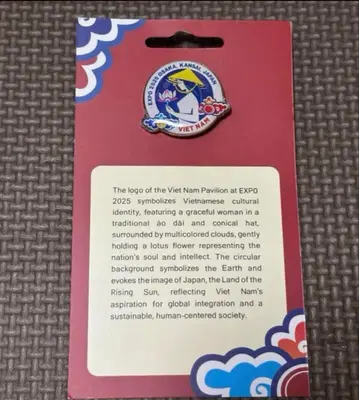 EXPO 2025 OSAKA, KANSAI, JAPAN
VIET NAM
The logo of the Viet Nam Pavilion at EXPO
2025 symbolizes Vietnamese cultural
identity, featuring a graceful woman in a
traditional áo dài and conical hat,
surrounded by multicolored clouds, gently
holding a lotus flower representing the
nation's soul and intellect. The circular
background symbolizes the Earth and
evokes the image of Japan, the Land of the
Rising Sun, reflecting Viet Nam's
aspiration for global integration and a
sustainable, human-centered society.